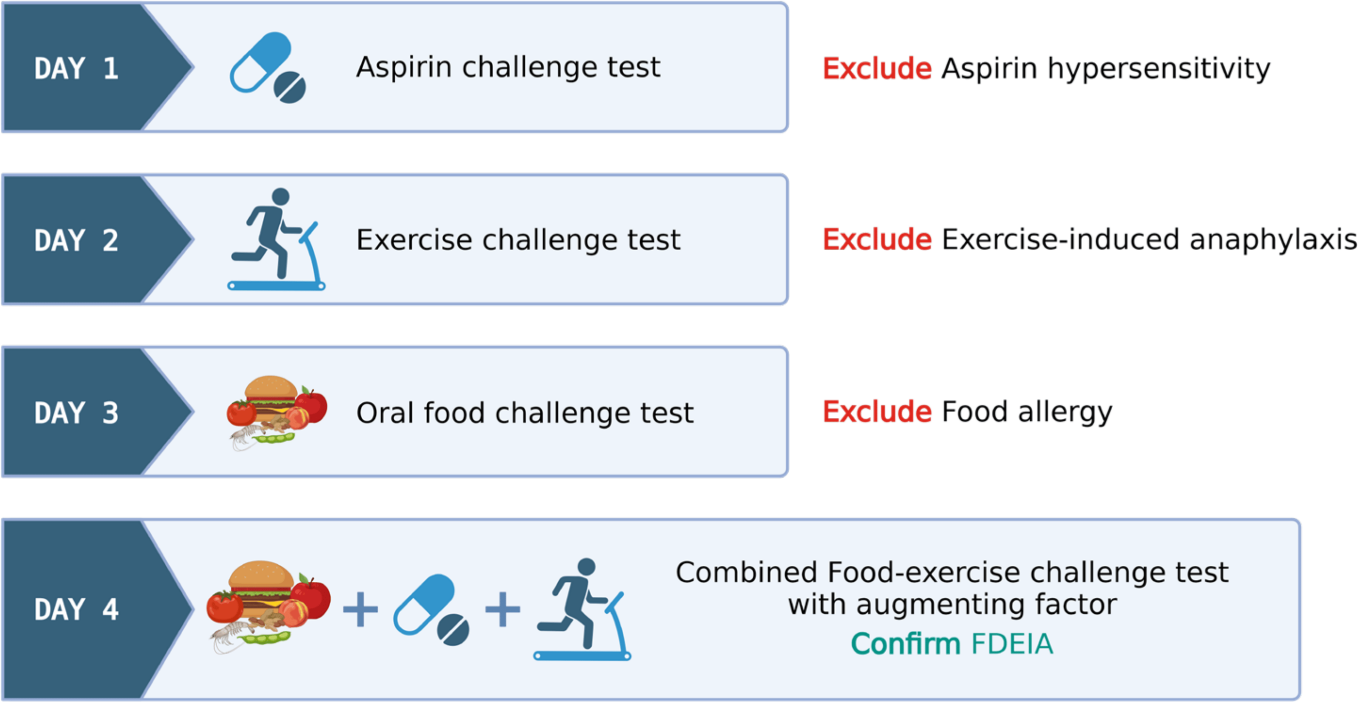 DAY 1
Aspirin challenge test
Exclude Aspirin hypersensitivity
DAY 2
Exercise challenge test
Exclude Exercise-induced anaphylaxis
DAY 3
Oral food challenge test
Exclude Food allergy
DAY 4
+ +
Combined Food-exercise challenge test
with augmenting factor
Confirm FDEIA